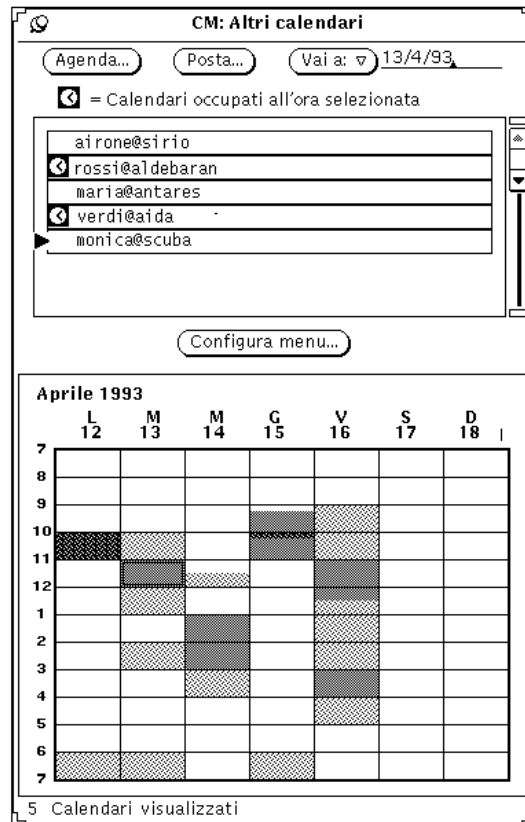 CM: Altri calendari
Agenda... Posta... Vai a: 13/4/93
= Calendari occupati all'ora selezionata
airone@sirio
rossi@aldebaran
maria@antares
verdi@aida
monica@scuba
Configura menu...
Aprile 1993
L M M G V S D
12 13 14 15 16 17 18
7
8
9
10
11
12
1
2
3
4
5
6
7
5 Calendari visualizzati